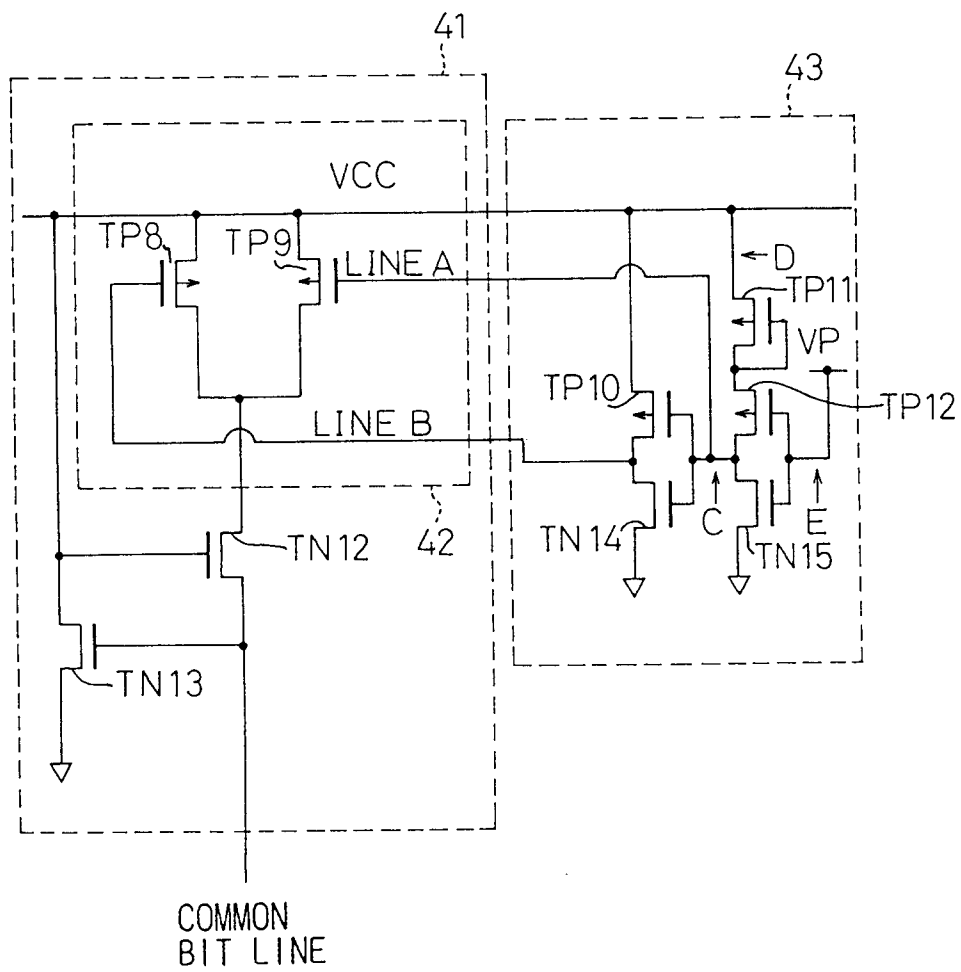 41
43
VCC
TP8
TP9
LINE A
D
TP11
VP
TP10
TP12
LINE B
C
E
TN14
TN15
TN12
42
TN13
COMMON
BIT LINE